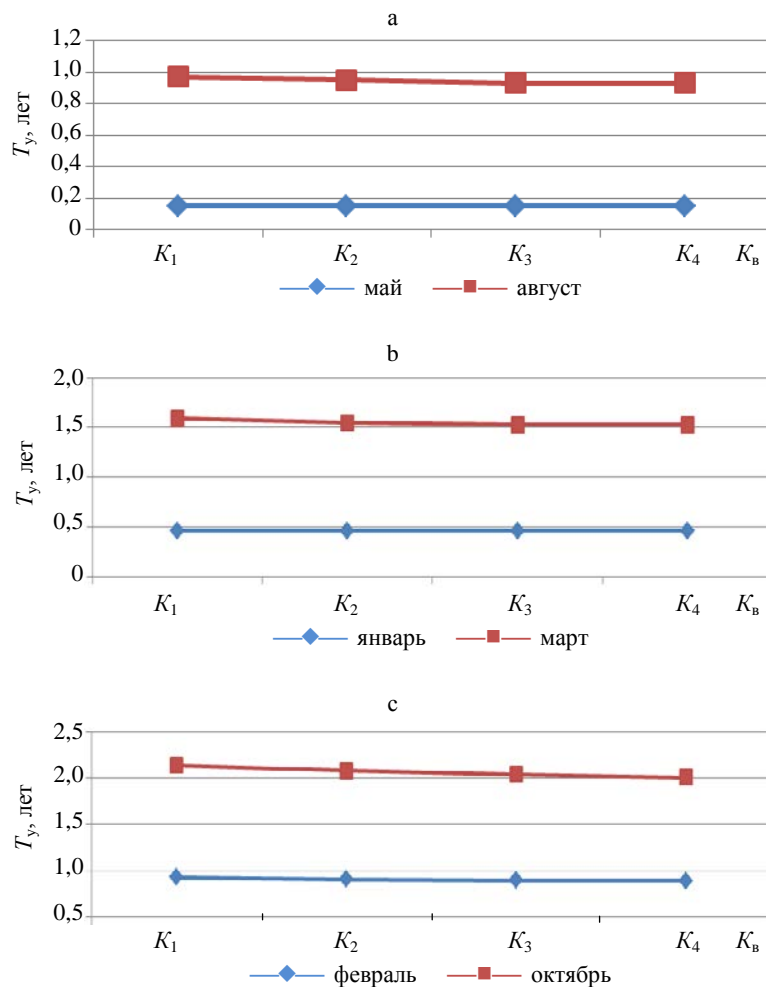 a
1,2
1,0
0,8
0,6
0,4
0,2
0
Tу, лет
K1 K2 K3 K4 Kв
май август
b
2,0
1,5
1,0
0,5
0
Tу, лет
K1 K2 K3 K4 Kв
январь март
c
2,5
2,0
1,5
1,0
0,5
Tу, лет
K1 K2 K3 K4 Kв
февраль октябрь